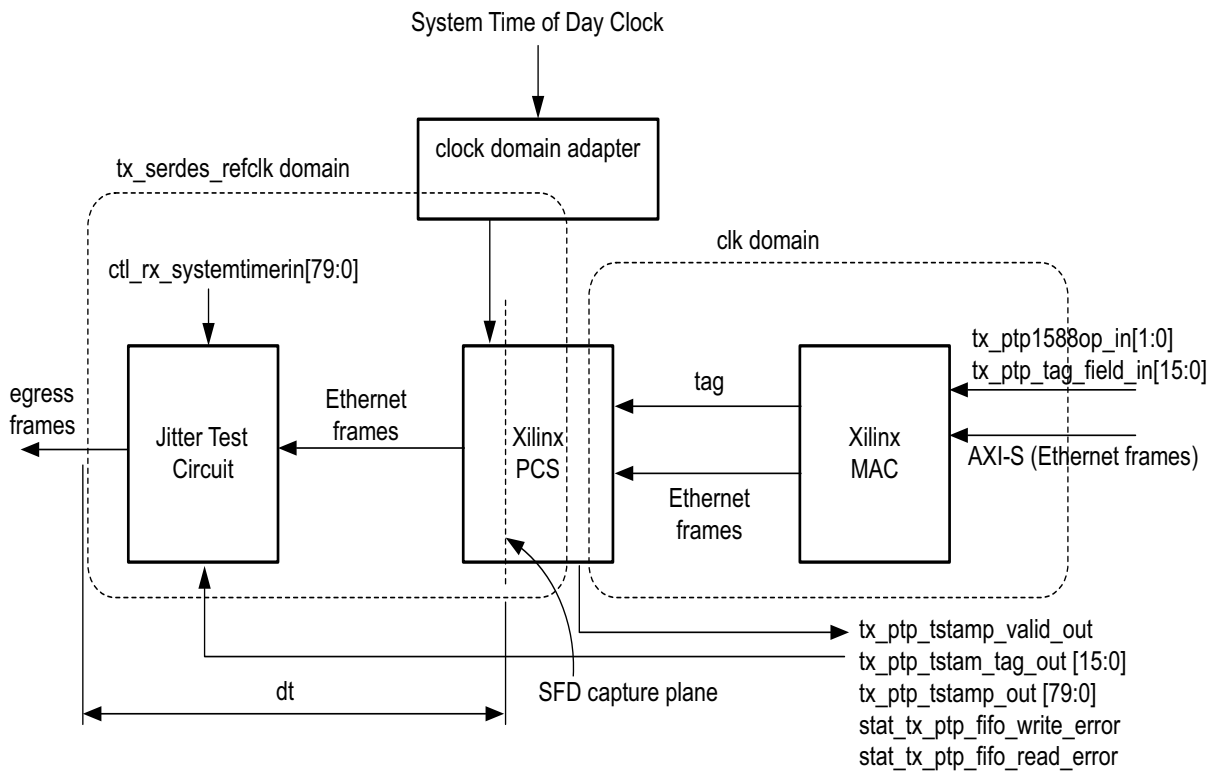 System Time of Day Clock
clock domain adapter
tx_serdes_refclk domain
clk domain
ctl_rx_systemtimerin[79:0]
tx_ptp1588op_in[1:0]
tx_ptp_tag_field_in[15:0]
egress
frames
Jitter Test
Circuit
Ethernet
frames
Xilinx
PCS
tag
Ethernet
frames
Xilinx
MAC
AXI-S (Ethernet frames)
dt
SFD capture plane
tx_ptp_tstamp_valid_out
tx_ptp_tstam_tag_out [15:0]
tx_ptp_tstamp_out [79:0]
stat_tx_ptp_fifo_write_error
stat_tx_ptp_fifo_read_error